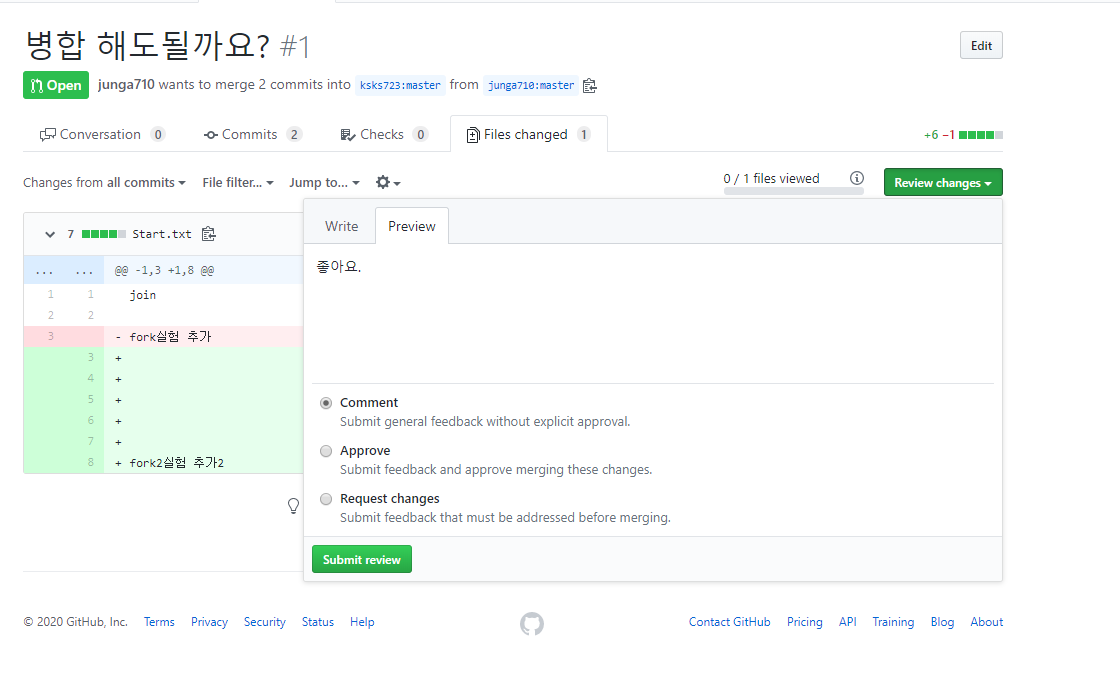 병합 해도될까요? #1
Edit
Open junga710 wants to merge 2 commits into ksks723:master from junga710:master
Conversation 0 Commits 2 Checks 0 Files changed 1 +6 −1
Changes from all commits File filter... Jump to... 0 / 1 files viewed Review changes
7 Start.txt
... ... @@ -1,3 +1,8 @@
1 1 join
2 2
3 - fork실험 추가
3 +
4 +
5 +
6 +
7 +
8 + fork2실험 추가2
Write Preview
좋아요.
Comment
Submit general feedback without explicit approval.
Approve
Submit feedback and approve merging these changes.
Request changes
Submit feedback that must be addressed before merging.
Submit review
© 2020 GitHub, Inc. Terms Privacy Security Status Help Contact GitHub Pricing API Training Blog About